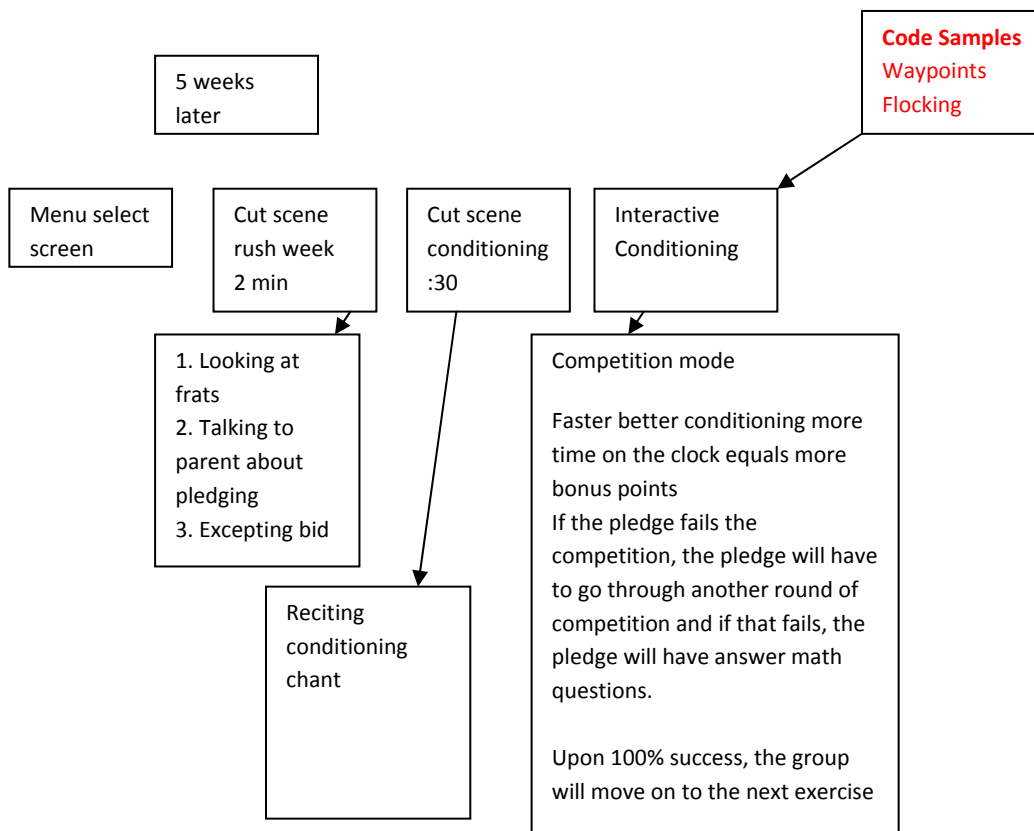 Code Samples
Waypoints
Flocking
5 weeks
later
Menu select
screen
Cut scene
rush week
2 min
Cut scene
conditioning
:30
Interactive
Conditioning
1. Looking at
frats
2. Talking to
parent about
pledging
3. Excepting bid
Reciting
conditioning
chant
Competition mode
Faster better conditioning more
time on the clock equals more
bonus points
If the pledge fails the
competition, the pledge will have
to go through another round of
competition and if that fails, the
pledge will have answer math
questions.
Upon 100% success, the group
will move on to the next exercise